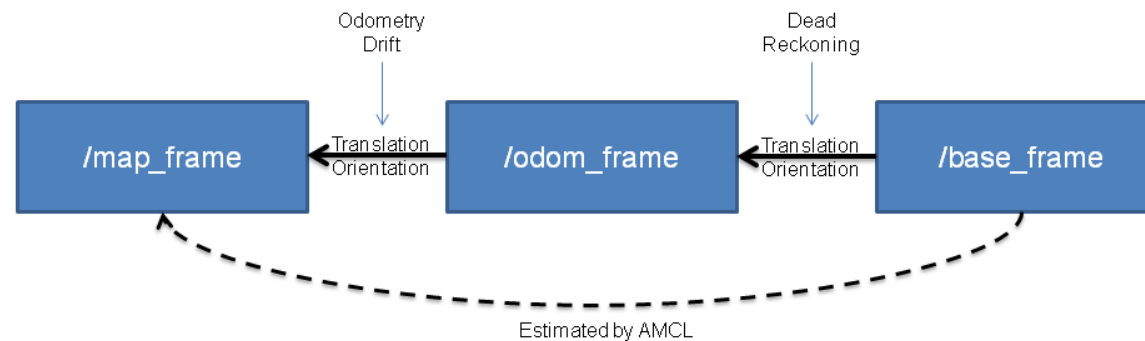 Odometry
Drift
Dead
Reckoning
/map_frame
Translation
Orientation
/odom_frame
Translation
Orientation
/base_frame
Estimated by AMCL